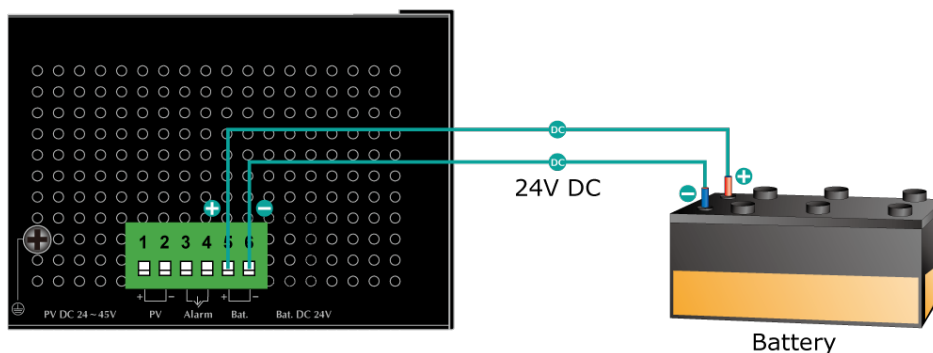 DC
DC
24V DC
+
−
+
−
1 2 3 4 5 6
+ − + −
PV DC 24~45V PV Alarm Bat. Bat. DC 24V
Battery